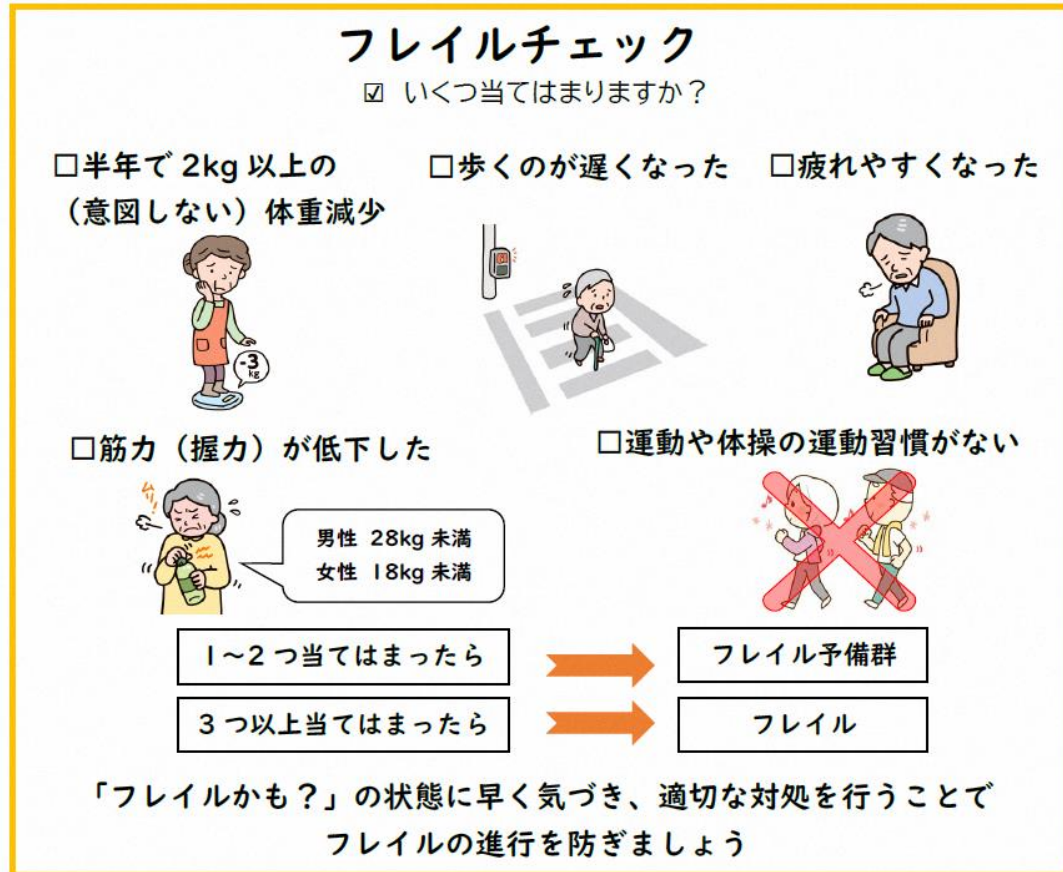 フレイルチェック
☑ いくつ当てはまりますか？
□半年で 2kg 以上の
（意図しない）体重減少
□歩くのが遅くなった
□疲れやすくなった
-3
kg
□筋力（握力）が低下した
□運動や体操の運動習慣がない
ムリ！
男性 28kg 未満
女性 18kg 未満
1～2 つ当てはまったら
フレイル予備群
3 つ以上当てはまったら
フレイル
「フレイルかも？」の状態に早く気づき、適切な対処を行うことで
フレイルの進行を防ぎましょう